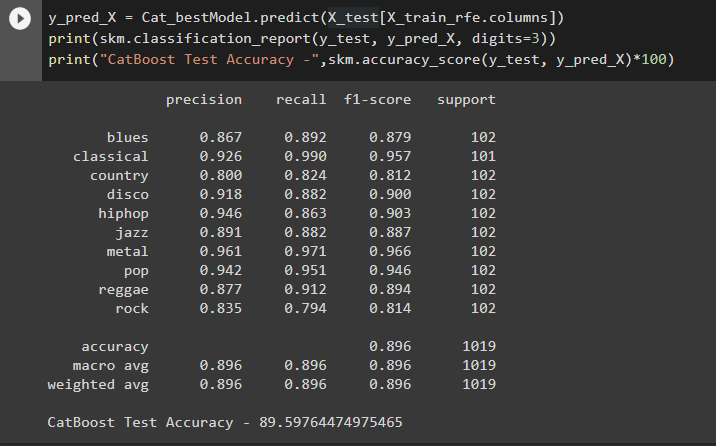 y_pred_X = Cat_bestModel.predict(X_test[X_train_rfe.columns])
print(skm.classification_report(y_test, y_pred_X, digits=3))
print("CatBoost Test Accuracy -",skm.accuracy_score(y_test, y_pred_X)*100)
precision recall f1-score support
blues 0.867 0.892 0.879 102
classical 0.926 0.990 0.957 101
country 0.800 0.824 0.812 102
disco 0.918 0.882 0.900 102
hiphop 0.946 0.863 0.903 102
jazz 0.891 0.882 0.887 102
metal 0.961 0.971 0.966 102
pop 0.942 0.951 0.946 102
reggae 0.877 0.912 0.894 102
rock 0.835 0.794 0.814 102
accuracy 0.896 1019
macro avg 0.896 0.896 0.896 1019
weighted avg 0.896 0.896 0.896 1019
CatBoost Test Accuracy - 89.59764474975465